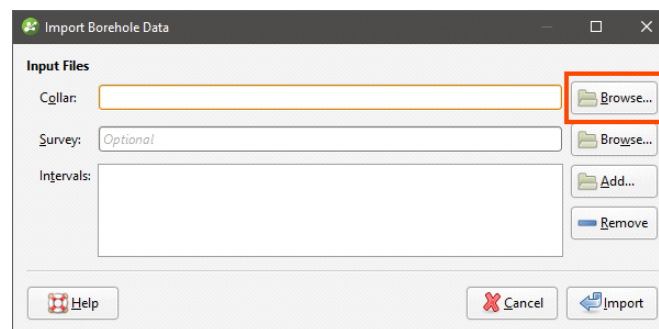 Import Borehole Data
Input Files
Collar:
Browse...
Survey:
Optional
Browse...
Intervals:
Add...
Remove
Help
Cancel
Import